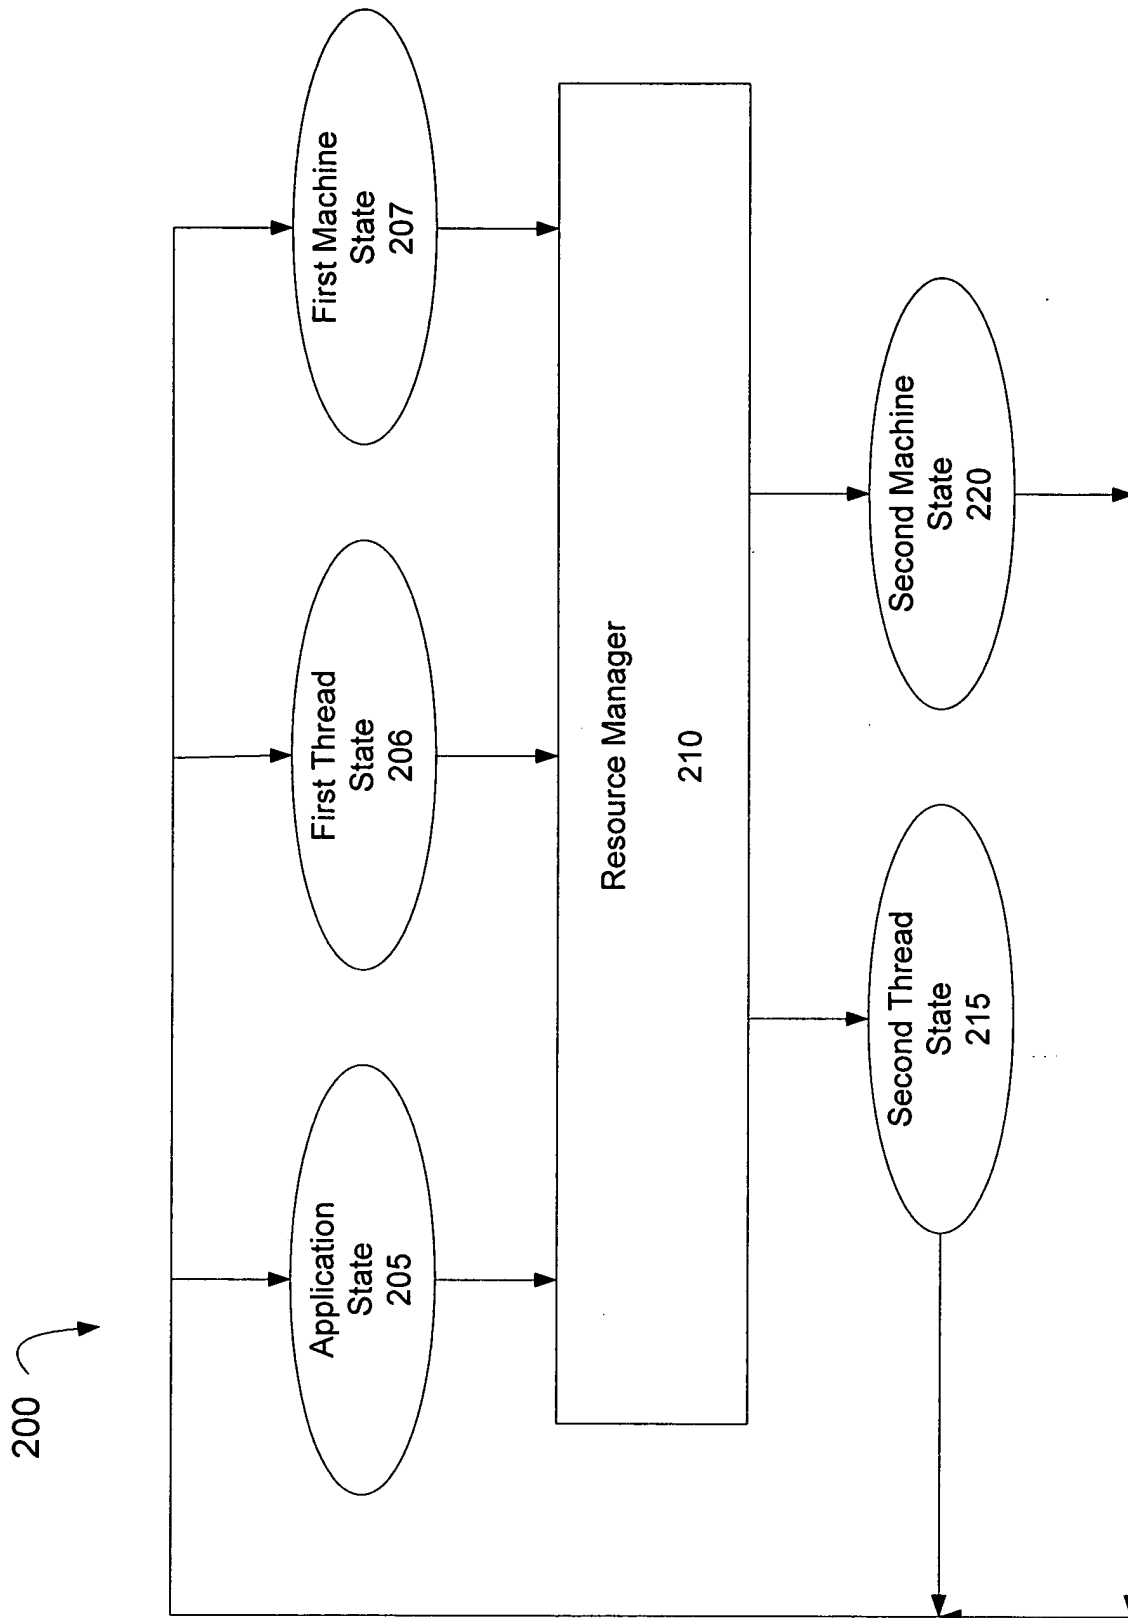 200
Application
State
205
First Thread
State
206
First Machine
State
207
Resource Manager
210
Second Thread
State
215
Second Machine
State
220